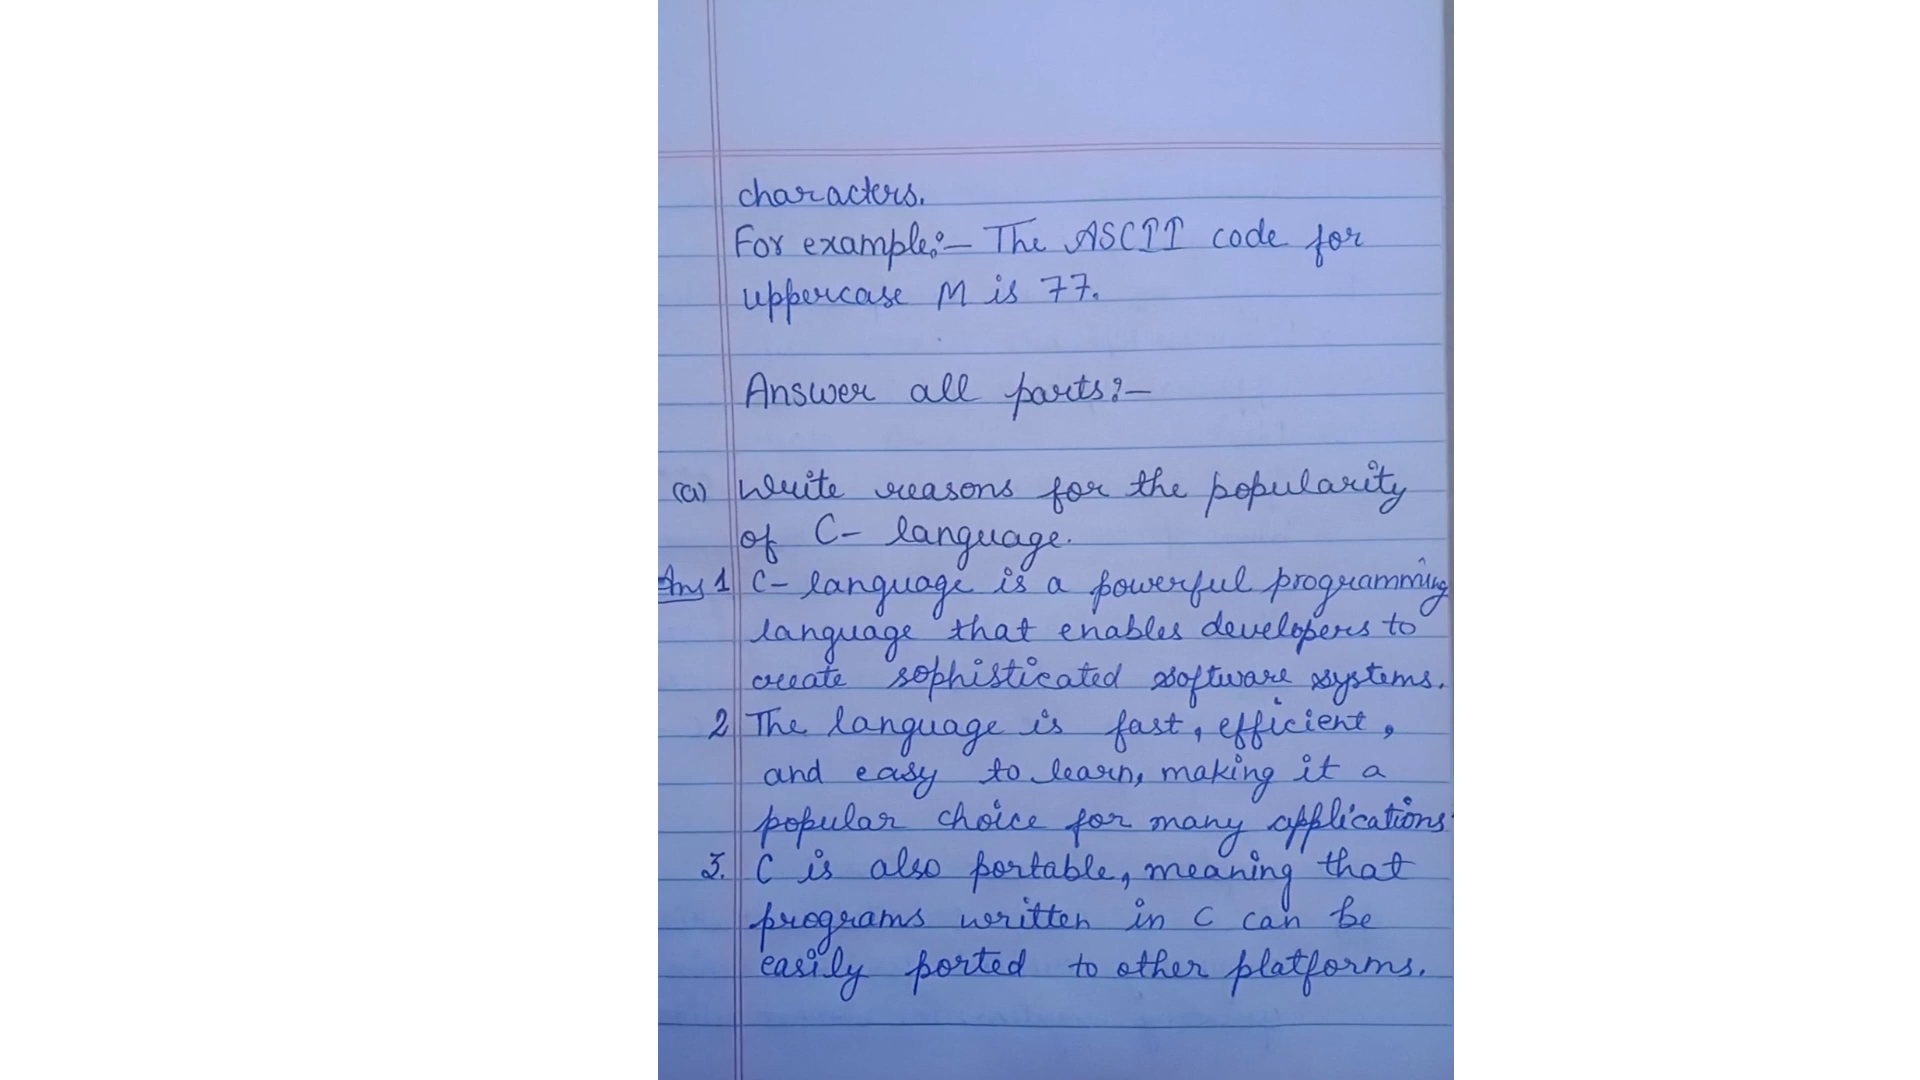 characters.
For example:- The ASCII code for
uppercase M is 77.
Answer all parts:-
(a) Write reasons for the popularity
of C- language.
Ans 1 C- language is a powerful programming
language that enables developers to
create sophisticated software systems.
2 The language is fast, efficient,
and easy to learn, making it a
popular choice for many applications
3. C is also portable, meaning that
programs written in C can be
easily ported to other platforms.